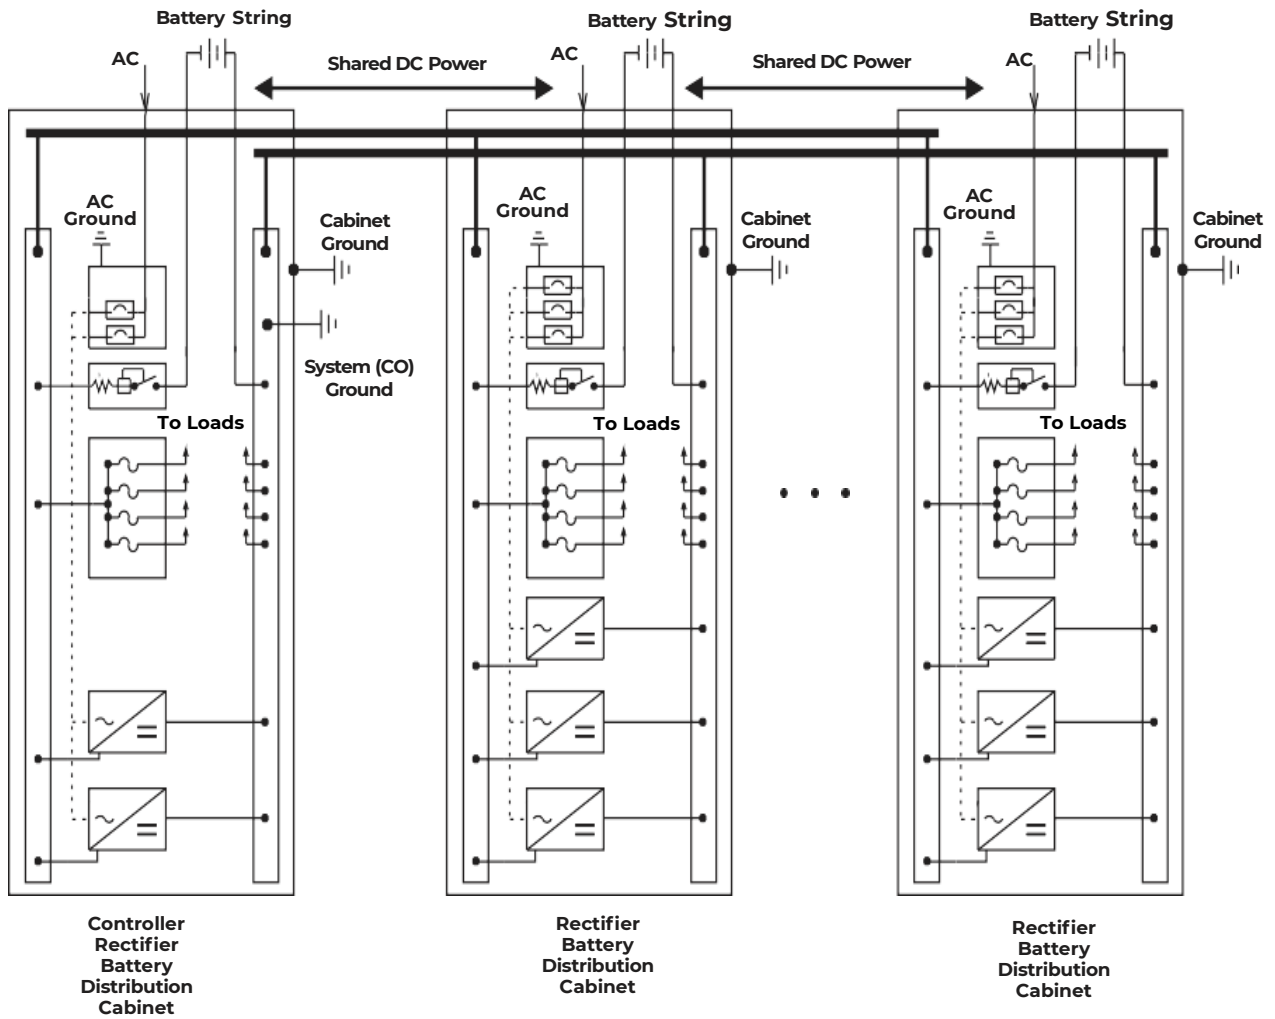 Battery String
Battery String
Battery String
AC
Shared DC Power
AC
Shared DC Power
AC
AC
Ground
Cabinet
Ground
System (CO)
Ground
To Loads
AC
Ground
Cabinet
Ground
To Loads
AC
Ground
Cabinet
Ground
To Loads
Controller
Rectifier
Battery
Distribution
Cabinet
Rectifier
Battery
Distribution
Cabinet
Rectifier
Battery
Distribution
Cabinet